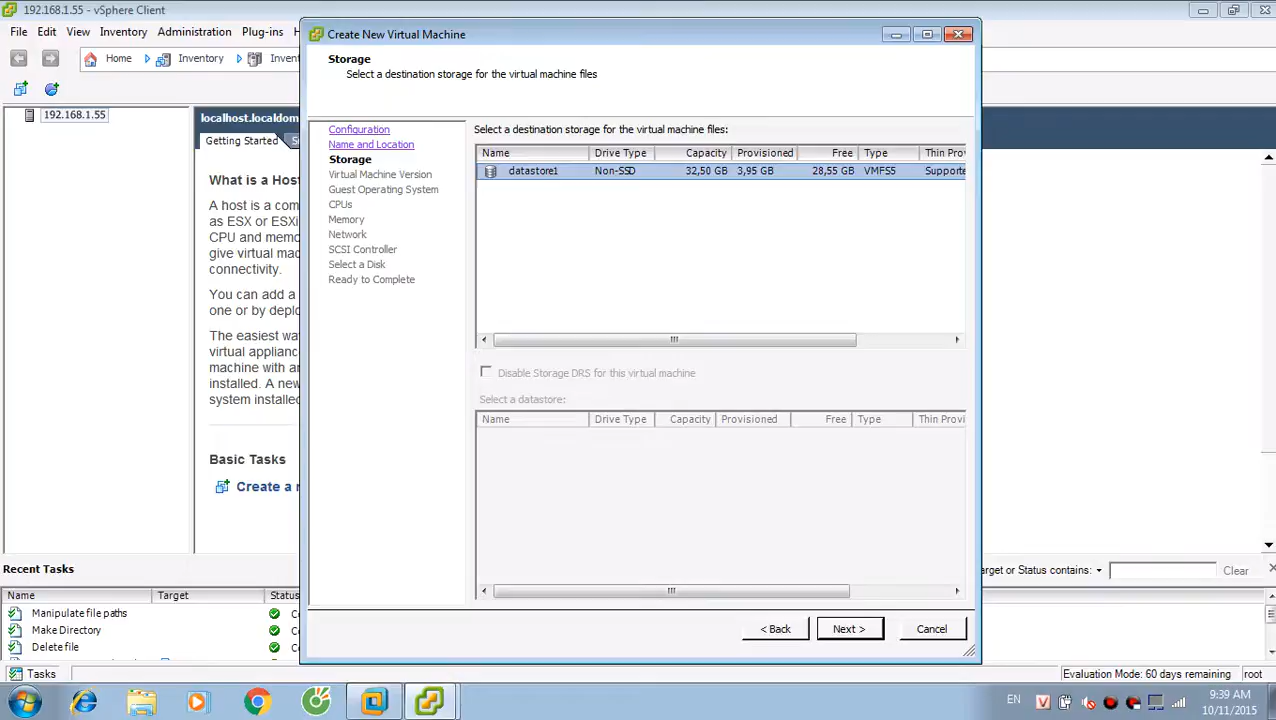 192.168.1.55 - vSphere Client
File Edit View Inventory Administration Plug-ins
Home Inventory
192.168.1.55
localhost.localdom
Getting Started
What is a Hos
A host is a com
as ESX or ESXi
CPU and memo
give virtual mac
connectivity.
You can add a
one or by deplo
The easiest wa
virtual appliance
machine with an
installed. A new
system installed
Basic Tasks
Create a n
Create New Virtual Machine
Storage
Select a destination storage for the virtual machine files
Configuration
Name and Location
Storage
Virtual Machine Version
Guest Operating System
CPUs
Memory
Network
SCSI Controller
Select a Disk
Ready to Complete
Select a destination storage for the virtual machine files:
Name Drive Type Capacity Provisioned Free Type Thin Prov
datastore1 Non-SSD 32,50 GB 3,95 GB 28,55 GB VMFS5 Supporte
Disable Storage DRS for this virtual machine
Select a datastore:
Name Drive Type Capacity Provisioned Free Type Thin Provi
< Back Next > Cancel
Recent Tasks
arget or Status contains: Clear
Name Target Status
Manipulate file paths
Make Directory
Delete file
Tasks
Evaluation Mode: 60 days remaining root
EN
9:39 AM
10/11/2015